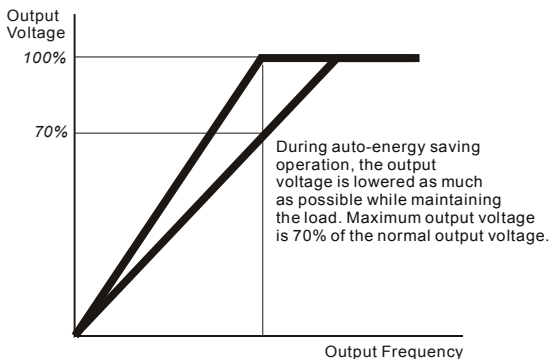 Output
Voltage
100%
70%
During auto-energy saving
operation, the output
voltage is lowered as much
as possible while maintaining
the load. Maximum output voltage
is 70% of the normal output voltage.
Output Frequency